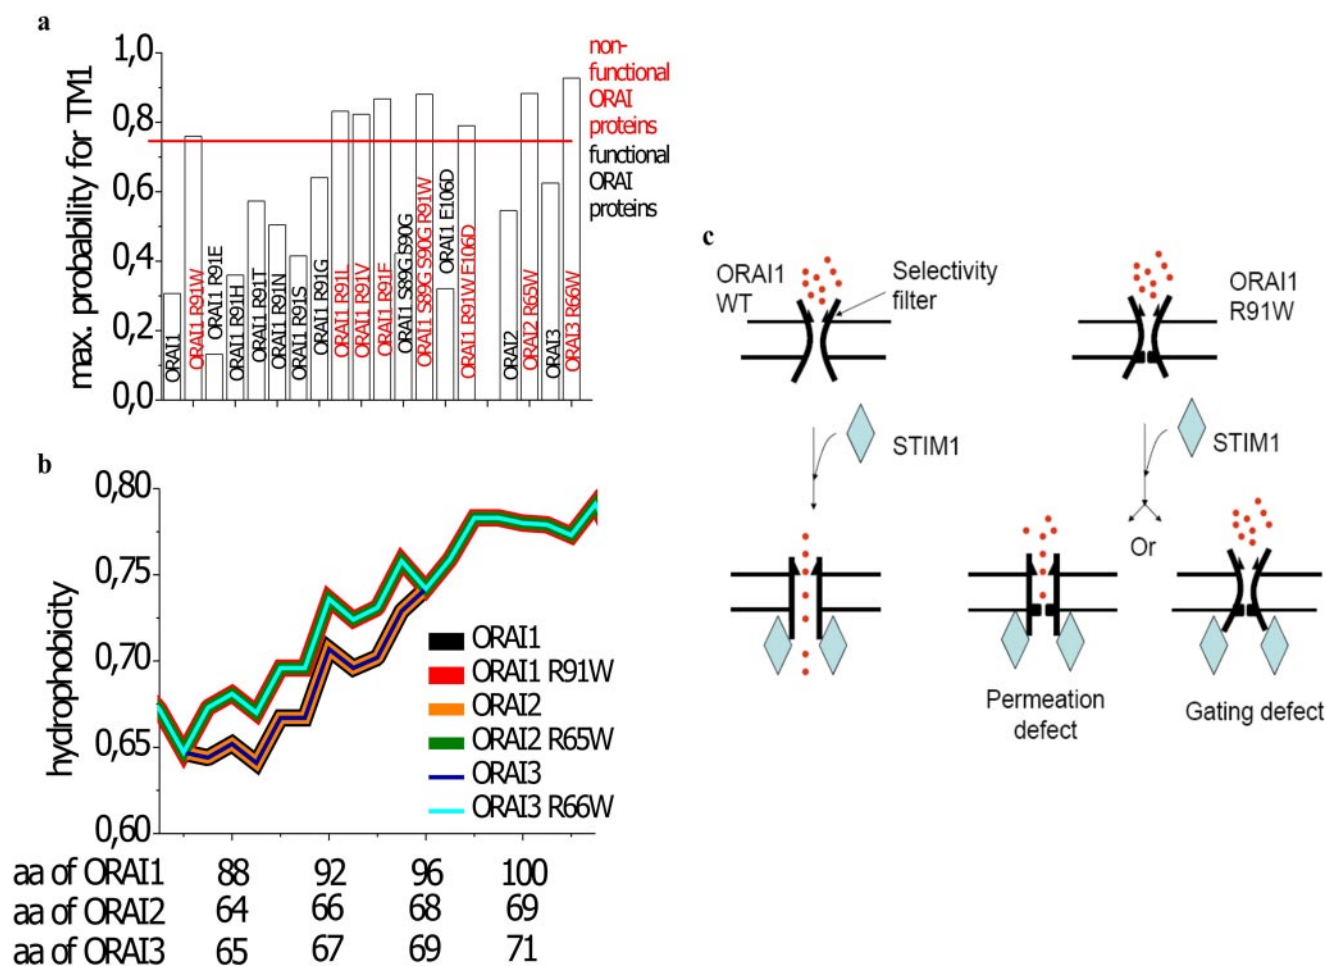 a
max. probability for TM1
1,0
0,8
0,6
0,4
0,2
0,0
ORAI1
ORAI1 R91W
ORAI1 R91E
ORAI1 R91H
ORAI1 R91T
ORAI1 R91N
ORAI1 R91S
ORAI1 R91G
ORAI1 R91L
ORAI1 R91V
ORAI1 R91F
ORAI1 S89G S90G
ORAI1 S89G S90G R91W
ORAI1 E106D
ORAI1 R91W E106D
ORAI2
ORAI2 R65W
ORAI3
ORAI3 R66W
non-
functional
ORAI
proteins
functional
ORAI
proteins
b
hydrophobicity
0,80
0,75
0,70
0,65
0,60
ORAI1
ORAI1 R91W
ORAI2
ORAI2 R65W
ORAI3
ORAI3 R66W
aa of ORAI1 88 92 96 100
aa of ORAI2 64 66 68 69
aa of ORAI3 65 67 69 71
c
ORAI1
WT
Selectivity
filter
ORAI1
R91W
STIM1
STIM1
Or
Permeation
defect
Gating defect